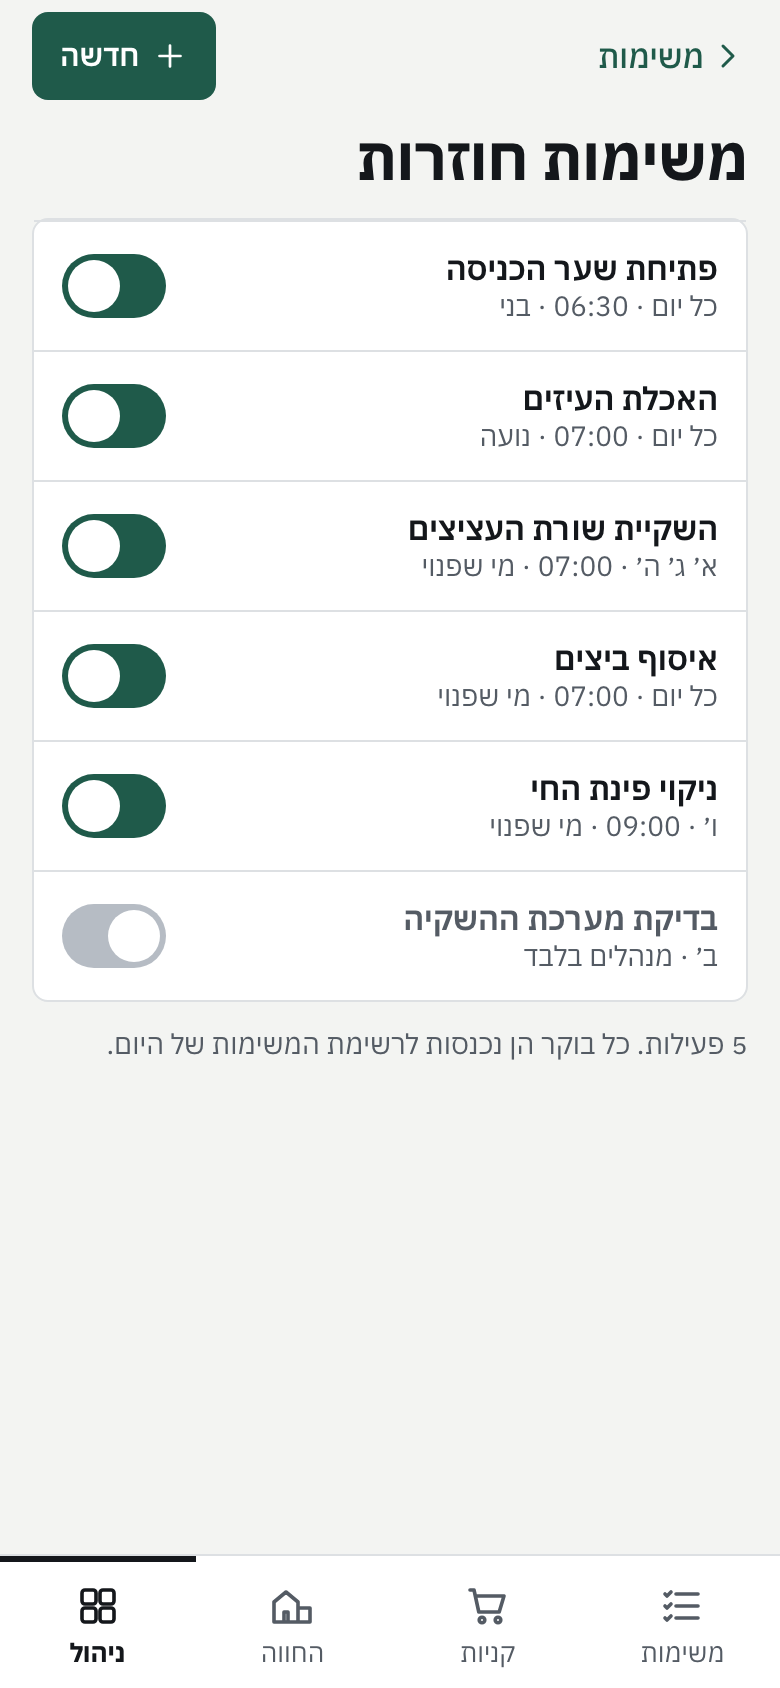 משימות
חדשה
משימות חוזרות
פתיחת שער הכניסה
כל יום · 06:30 · בני
האכלת העיזים
כל יום · 07:00 · נועה
השקיית שורת העציצים
א׳ ג׳ ה׳ · 07:00 · מי שפנוי
איסוף ביצים
כל יום · 07:00 · מי שפנוי
ניקוי פינת החי
ו׳ · 09:00 · מי שפנוי
בדיקת מערכת ההשקיה
ב׳ · מנהלים בלבד
5 פעילות. כל בוקר הן נכנסות לרשימת המשימות של היום.
משימות
קניות
החווה
ניהול